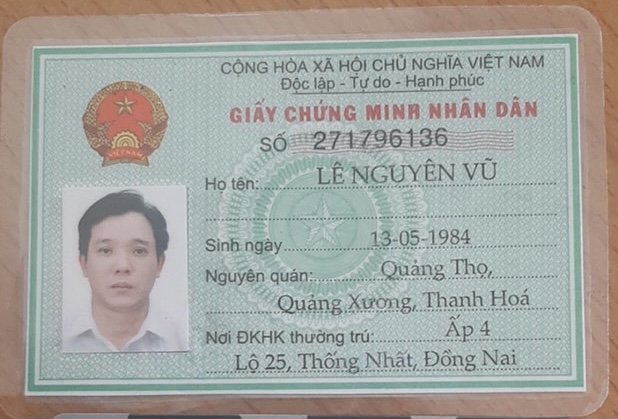 CỘNG HÒA XÃ HỘI CHỦ NGHĨA VIỆT NAM
Độc lập - Tự do - Hạnh phúc
GIẤY CHỨNG MINH NHÂN DÂN
SỐ 271796136
Họ tên: LÊ NGUYÊN VŨ
Sinh ngày 13-05-1984
Nguyên quán: Quảng Thọ,
Quảng Xương, Thanh Hoá
Nơi ĐKHK thường trú: Ấp 4
Lộ 25, Thống Nhất, Đồng Nai
VIỆT NAM